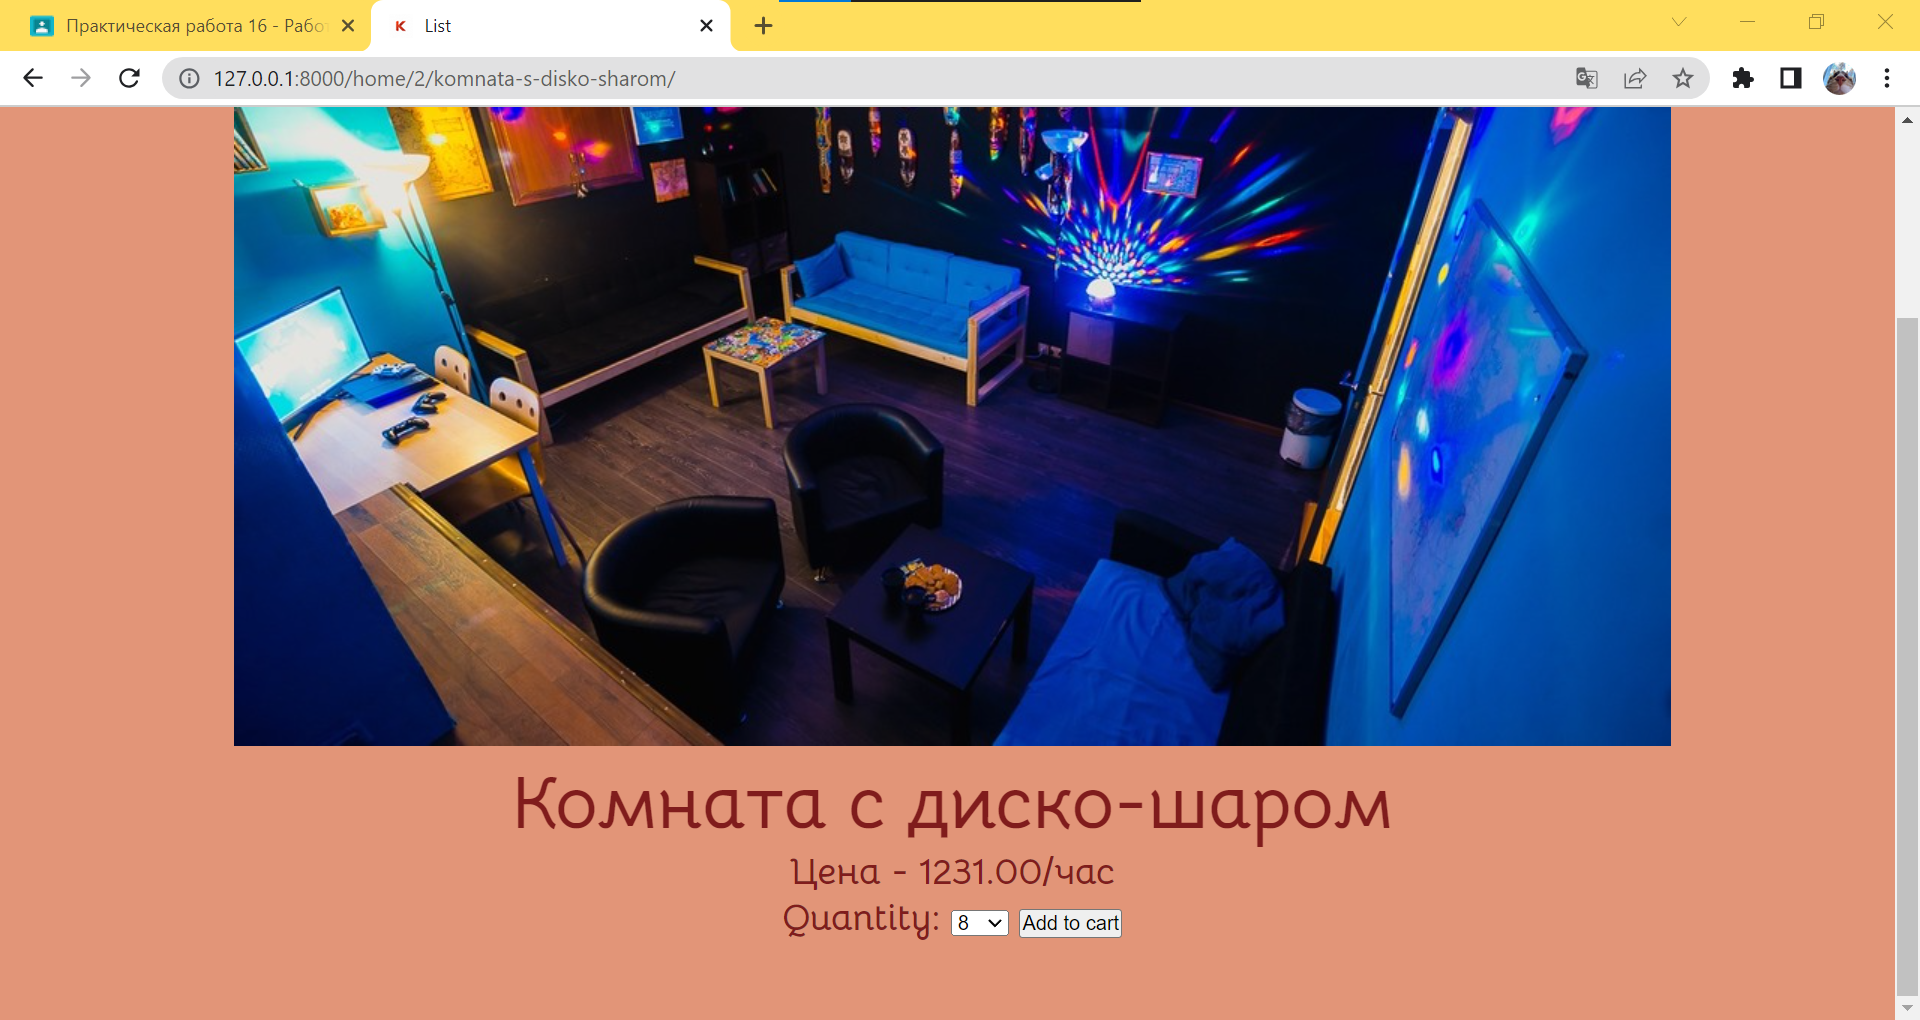 Практическая работа 16 - Рабо
List
127.0.0.1:8000/home/2/komnata-s-disko-sharom/
Комната с диско-шаром
Цена - 1231.00/час
Quantity: 8 Add to cart